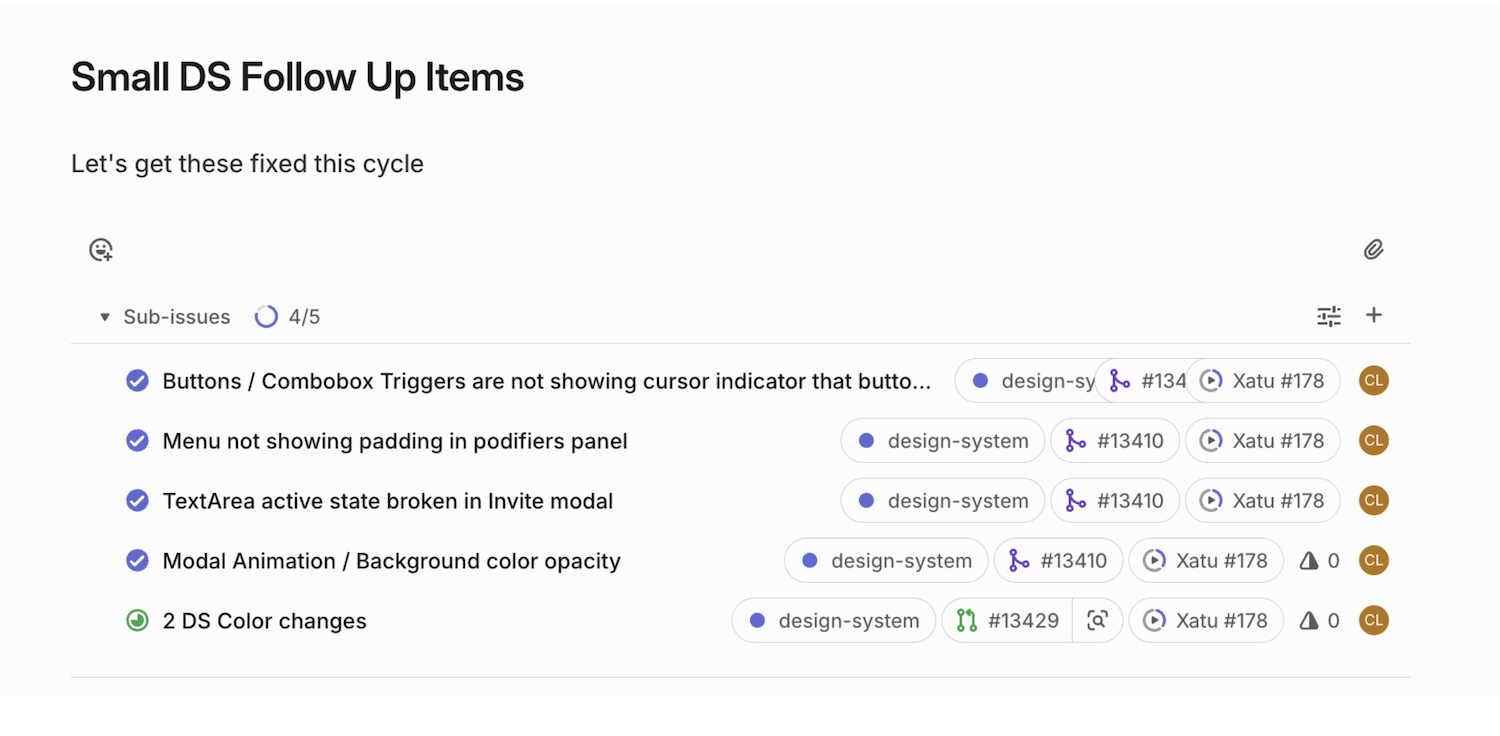 Small DS Follow Up Items
Let's get these fixed this cycle
Sub-issues 4/5
Buttons / Combobox Triggers are not showing cursor indicator that butto... design-sy #134 Xatu #178 CL
Menu not showing padding in podifiers panel design-system #13410 Xatu #178 CL
TextArea active state broken in Invite modal design-system #13410 Xatu #178 CL
Modal Animation / Background color opacity design-system #13410 Xatu #178 0 CL
2 DS Color changes design-system #13429 Xatu #178 0 CL